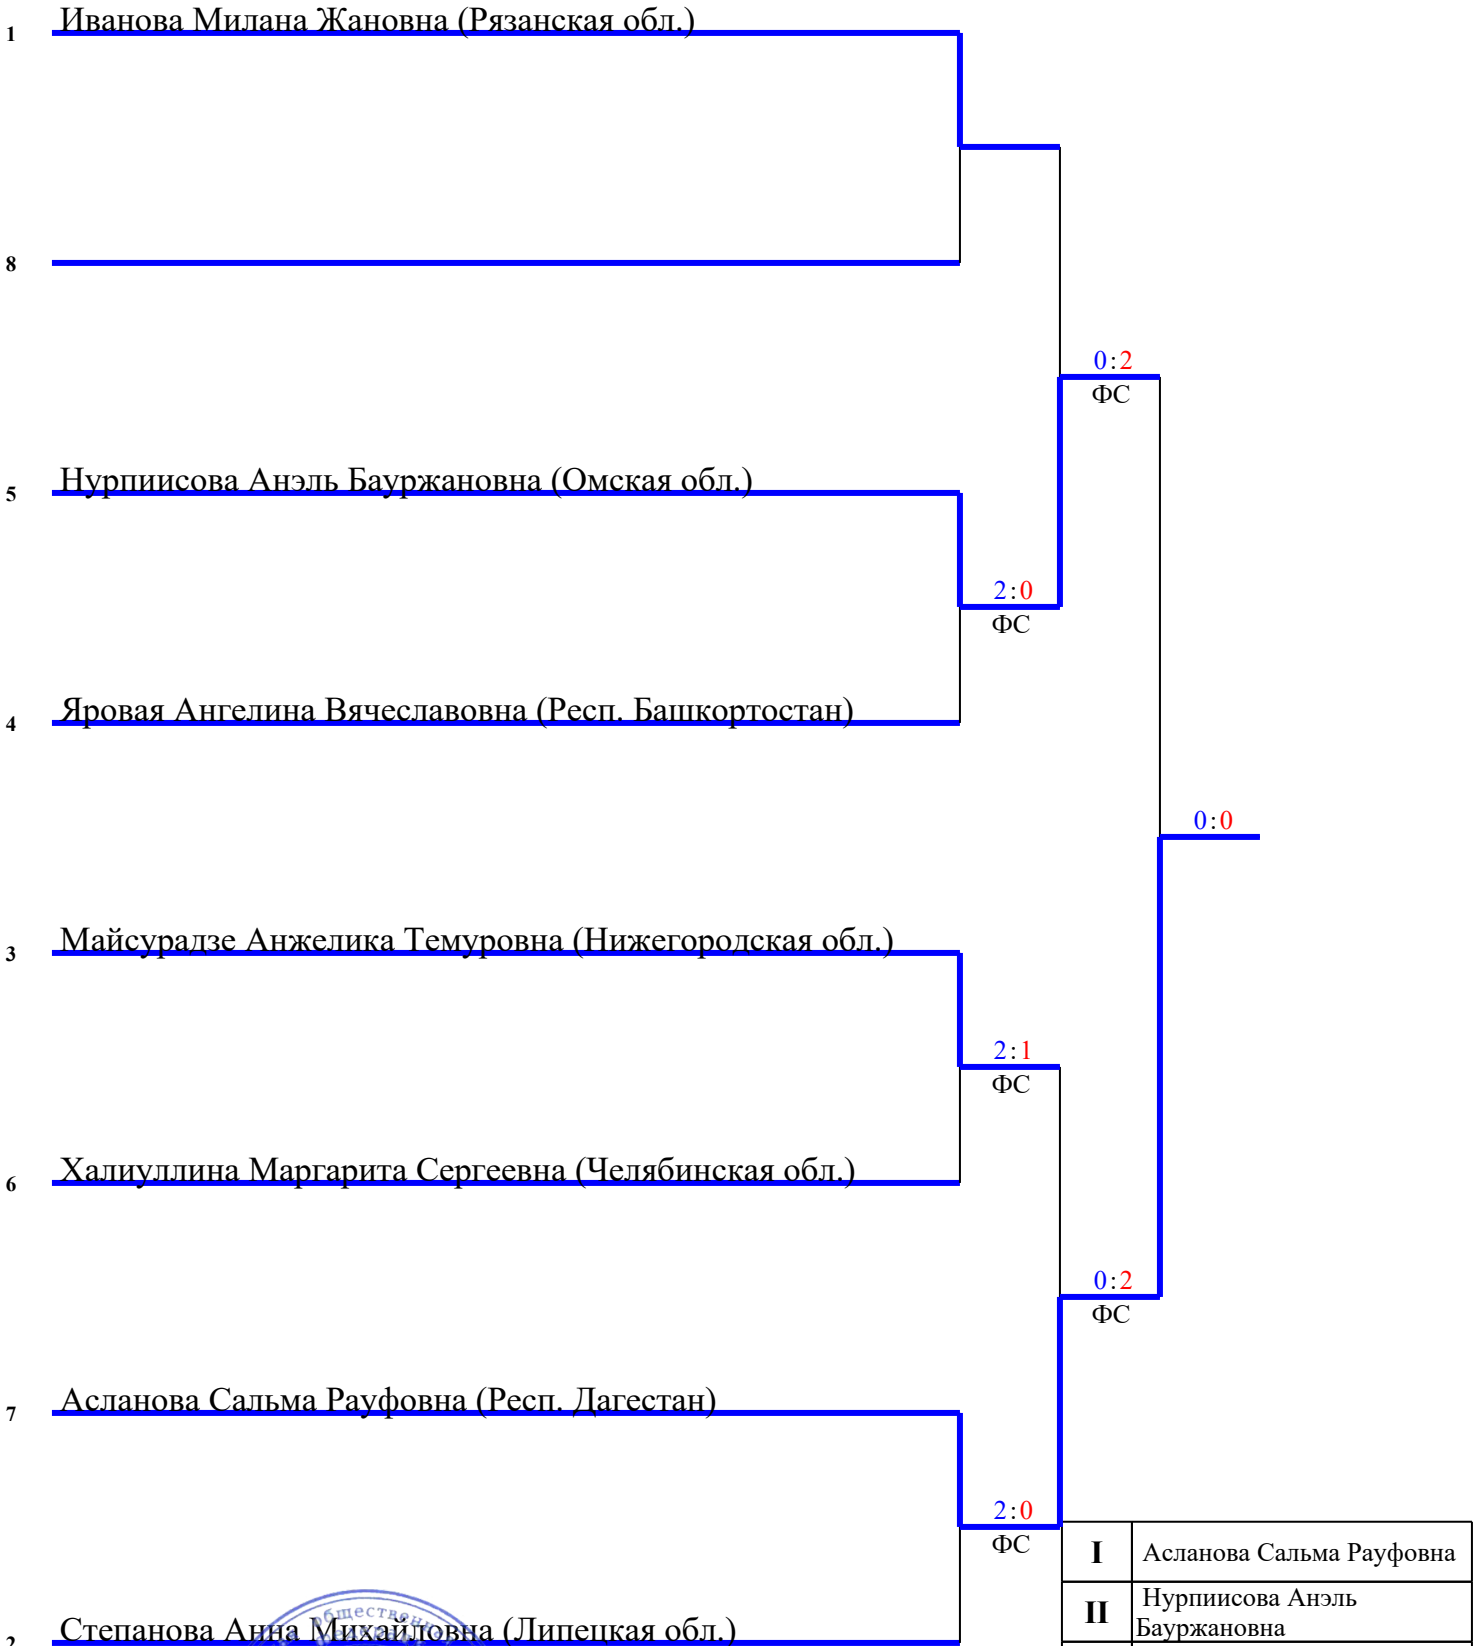 1 Иванова Милана Жановна (Рязанская обл.)
8
0:2
ФС
5 Нурпиисова Анэль Бауржановна (Омская обл.)
2:0
ФС
4 Яровая Ангелина Вячеславовна (Респ. Башкортостан)
0:0
3 Майсурадзе Анжелика Темуровна (Нижегородская обл.)
2:1
ФС
6 Халиуллина Маргарита Сергеевна (Челябинская обл.)
0:2
ФС
7 Асланова Сальма Рауфовна (Респ. Дагестан)
2:0
ФС
I Асланова Сальма Рауфовна
II Нурпиисова Анэль
Бауржановна
2 Степанова Анна Михайловна (Липецкая обл.)